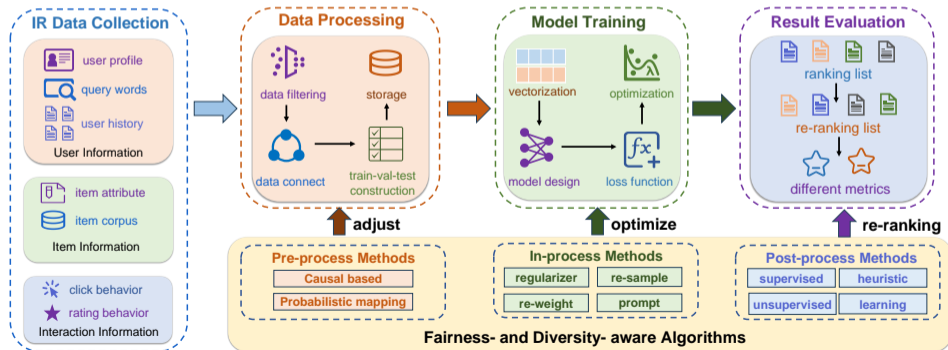 IR Data Collection
user profile
query words
user history
User Information
item attribute
item corpus
Item Information
click behavior
rating behavior
Interaction Information
Data Processing
data filtering
storage
data connect
train-val-test
construction
Model Training
vectorization
optimization
λ
model design
fx
loss function
Result Evaluation
ranking list
re-ranking list
different metrics
adjust
optimize
re-ranking
Pre-process Methods
Causal based
Probabilistic mapping
In-process Methods
regularizer
re-sample
re-weight
prompt
Post-process Methods
supervised
heuristic
unsupervised
learning
Fairness- and Diversity- aware Algorithms